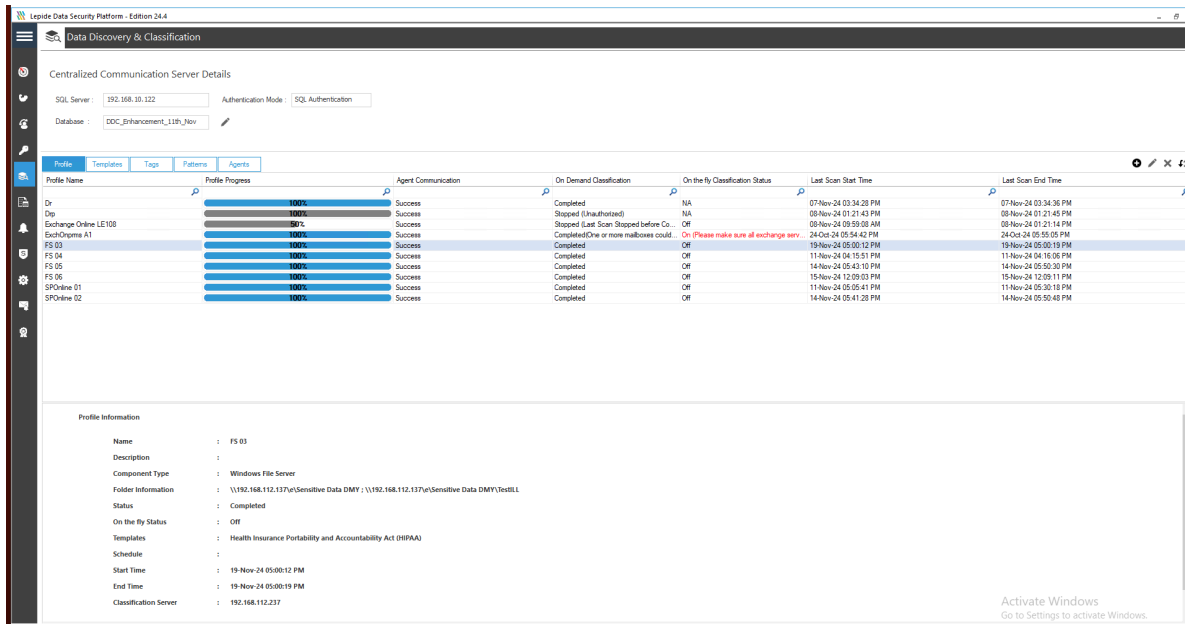 Lepide Data Security Platform - Edition 24.4
Data Discovery & Classification
Centralized Communication Server Details
SQL Server : 192.168.10.122 Authentication Mode : SQL Authentication
Database : DDC_Enhancement_11th_Nov
Profile Templates Tags Patterns Agents
Profile Name Profile Progress Agent Communication On Demand Classification On the fly Classification Status Last Scan Start Time Last Scan End Time
Dr 100% Success Completed NA 07-Nov-24 03:34:28 PM 07-Nov-24 03:34:36 PM
Drp 100% Success Stopped (Unauthorized) NA 08-Nov-24 01:21:43 PM 08-Nov-24 01:21:45 PM
Exchange Online LE108 50% Success Stopped (Last Scan Stopped before Co... Off 08-Nov-24 09:59:08 AM 08-Nov-24 01:21:14 PM
ExchOnprms A1 100% Success Completed(One or more mailboxes could... On (Please make sure all exchange serv... 24-Oct-24 05:54:42 PM 24-Oct-24 05:55:05 PM
FS 03 100% Success Completed Off 19-Nov-24 05:00:12 PM 19-Nov-24 05:00:19 PM
FS 04 100% Success Completed Off 11-Nov-24 04:15:51 PM 11-Nov-24 04:16:06 PM
FS 05 100% Success Completed Off 14-Nov-24 05:43:10 PM 14-Nov-24 05:50:30 PM
FS 06 100% Success Completed Off 15-Nov-24 12:09:03 PM 15-Nov-24 12:09:11 PM
SPOnline 01 100% Success Completed Off 11-Nov-24 05:05:41 PM 11-Nov-24 05:30:18 PM
SPOnline 02 100% Success Completed Off 14-Nov-24 05:41:28 PM 14-Nov-24 05:50:48 PM
Profile Information
Name : FS 03
Description :
Component Type : Windows File Server
Folder Information : \\192.168.112.137\e\Sensitive Data DMY ; \\192.168.112.137\e\Sensitive Data DMY\TestILL
Status : Completed
On the fly Status : Off
Templates : Health Insurance Portability and Accountability Act (HIPAA)
Schedule :
Start Time : 19-Nov-24 05:00:12 PM
End Time : 19-Nov-24 05:00:19 PM
Classification Server : 192.168.112.237
Activate Windows
Go to Settings to activate Windows.